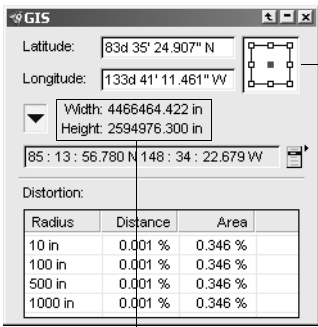 GIS
Latitude: 83d 35' 24.907" N
Longitude: 133d 41' 11.461" W
Width: 4466464.422 in
Height: 2594976.300 in
85 : 13 : 56.780 N 148 : 34 : 22.679 W
Distortion:
Radius Distance Area
10 in 0.001 % 0.346 %
100 in 0.001 % 0.346 %
500 in 0.001 % 0.346 %
1000 in 0.001 % 0.346 %